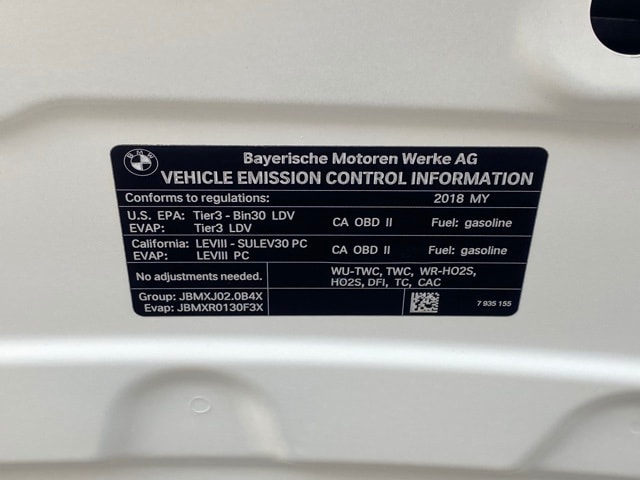 BMW
Bayerische Motoren Werke AG
VEHICLE EMISSION CONTROL INFORMATION
Conforms to regulations: 2018 MY
U.S. EPA: Tier3 - Bin30 LDV CA OBD II Fuel: gasoline
EVAP: Tier3 LDV
California: LEVIII - SULEV30 PC CA OBD II Fuel: gasoline
EVAP: LEVIII PC
No adjustments needed. WU-TWC, TWC, WR-HO2S,
HO2S, DFI, TC, CAC
Group: JBMXJ02.0B4X
Evap: JBMXR0130F3X 7 935 155